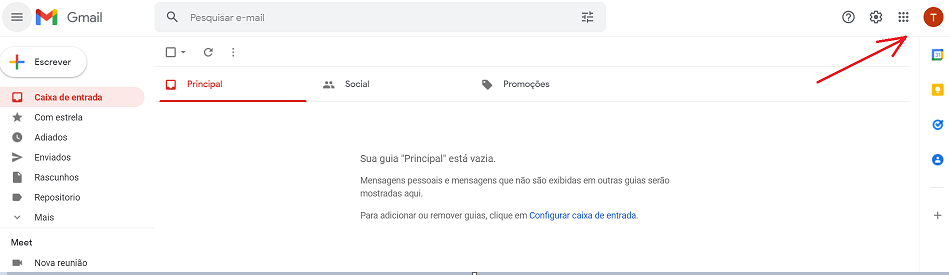 Gmail
Pesquisar e-mail
T
Escrever
Caixa de entrada
Com estrela
Adiados
Enviados
Rascunhos
Repositorio
Mais
Meet
Nova reunião
Principal
Social
Promoções
Sua guia "Principal" está vazia.
Mensagens pessoais e mensagens que não são exibidas em outras guias serão
mostradas aqui.
Para adicionar ou remover guias, clique em Configurar caixa de entrada.
31